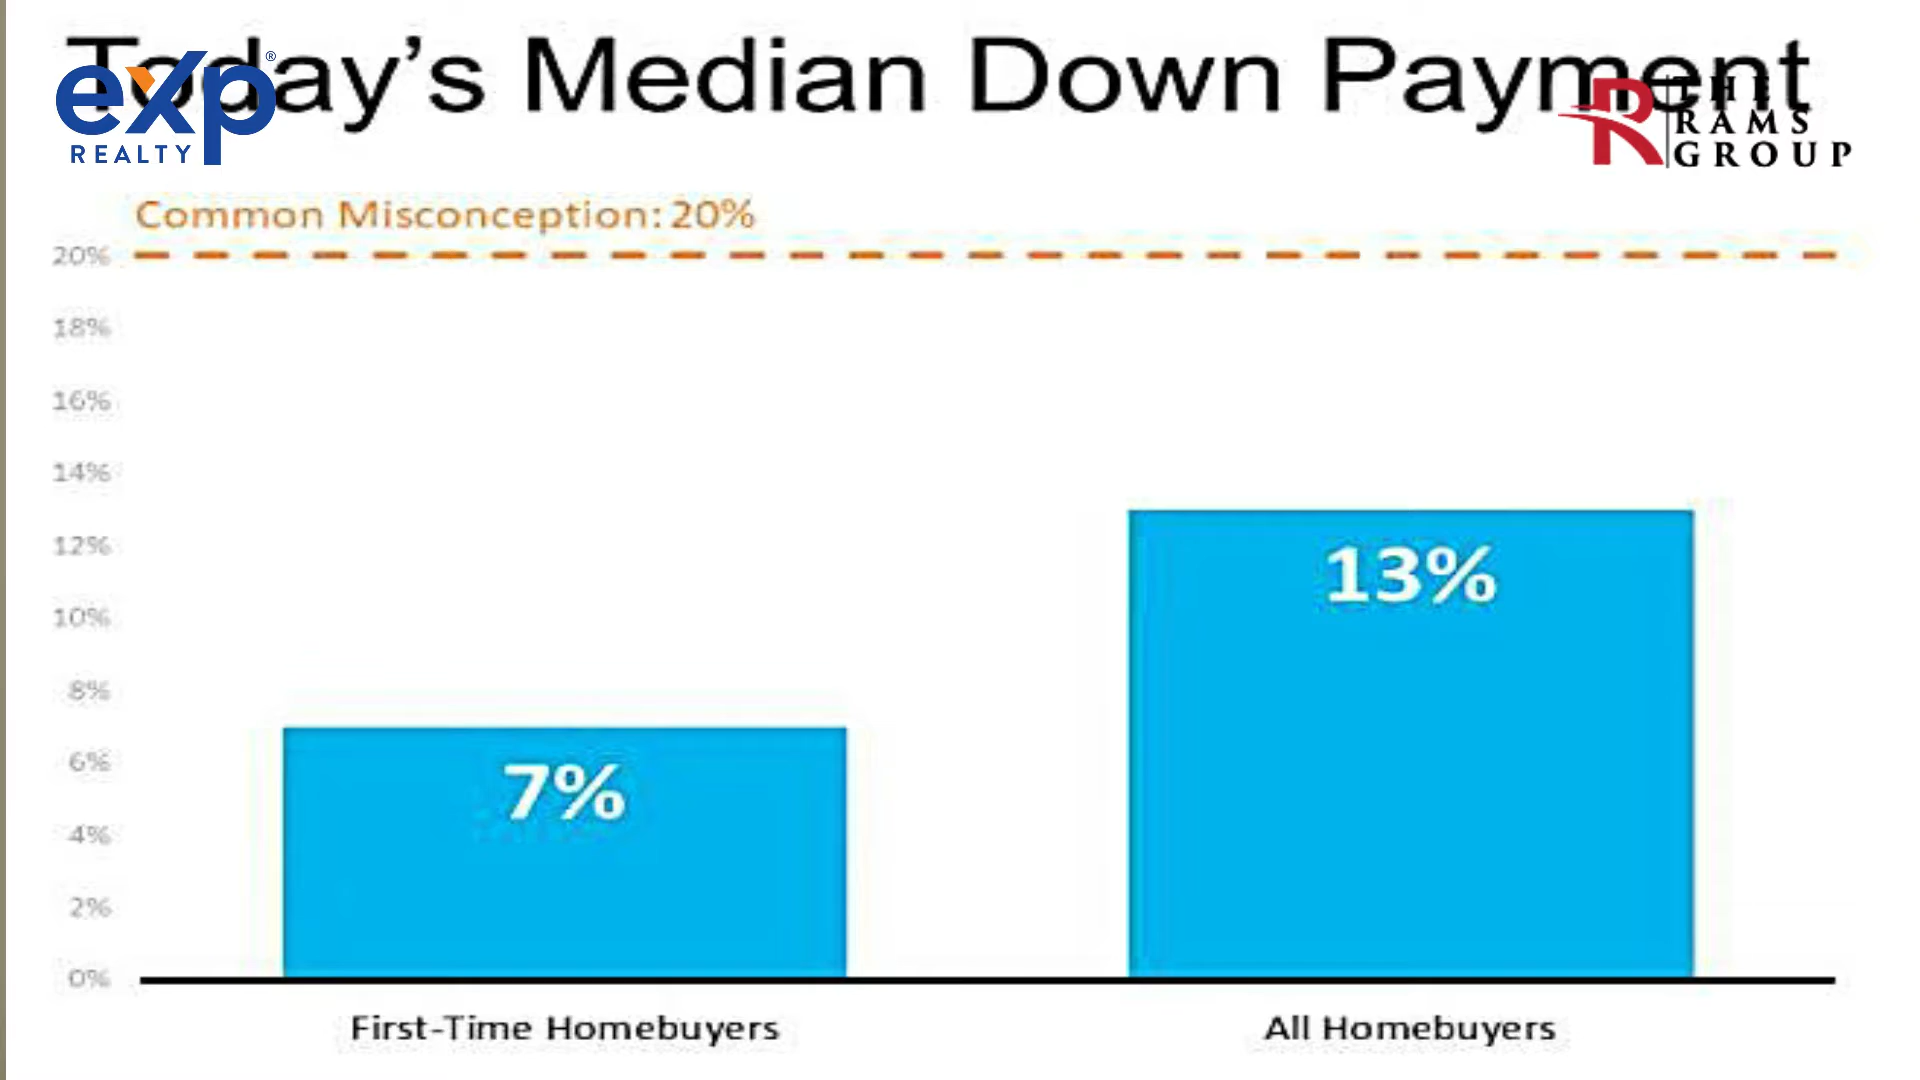 Today's Median Down Payment
eXp®
REALTY
THE
RAMS
GROUP
Common Misconception: 20%
20%
18%
16%
14%
12%
10%
8%
6%
4%
2%
0%
13%
7%
First-Time Homebuyers
All Homebuyers